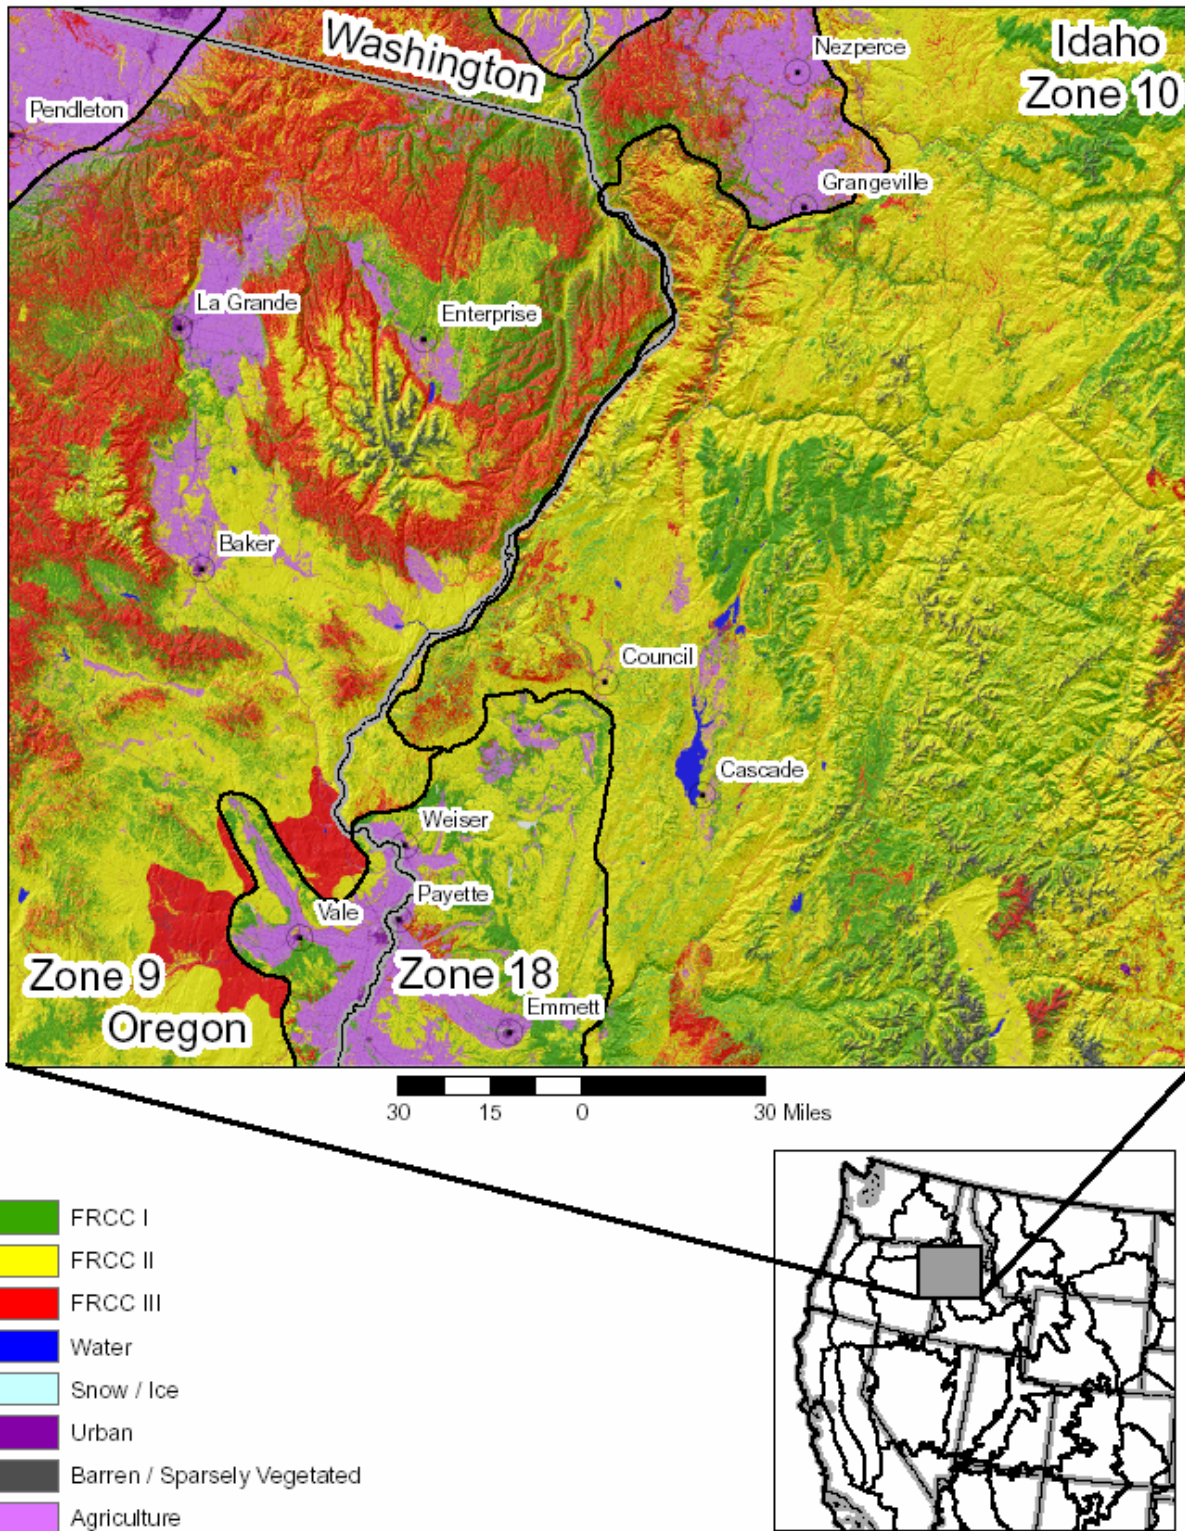 Washington
Nezperce
Idaho
Zone 10
Pendleton
Grangeville
La Grande
Enterprise
Baker
Council
Cascade
Weiser
Payette
Vale
Zone 9
Zone 18
Oregon
Emmett
30 15 0 30 Miles
FRCC I
FRCC II
FRCC III
Water
Snow / Ice
Urban
Barren / Sparsely Vegetated
Agriculture